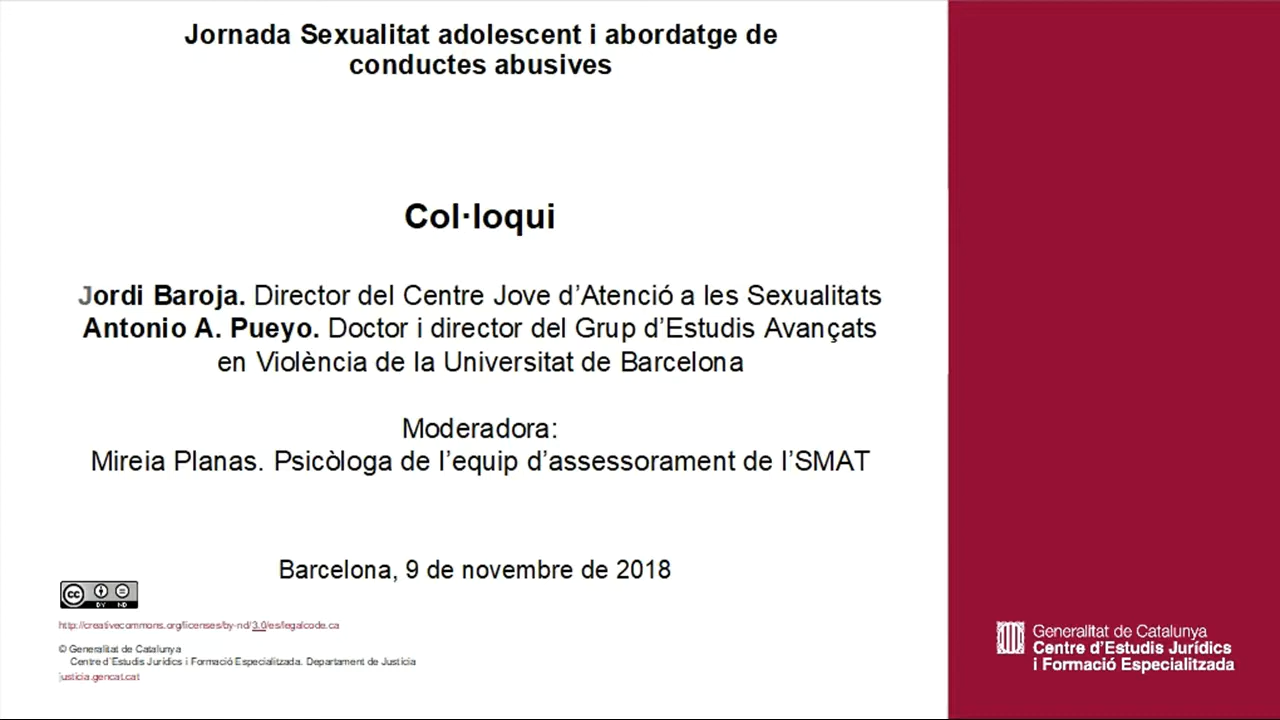 Jornada Sexualitat adolescent i abordatge de
conductes abusives
Col·loqui
Jordi Baroja. Director del Centre Jove d'Atenció a les Sexualitats
Antonio A. Pueyo. Doctor i director del Grup d'Estudis Avançats
en Violència de la Universitat de Barcelona
Moderadora:
Mireia Planas. Psicòloga de l'equip d'assessorament de l'SMAT
Barcelona, 9 de novembre de 2018
cc
BY ND
http://creativecommons.org/licenses/by-nd/3.0/es/legalcode.ca
© Generalitat de Catalunya
Centre d'Estudis Jurídics i Formació Especialitzada. Departament de Justícia
justicia.gencat.cat
Generalitat de Catalunya
Centre d'Estudis Jurídics
i Formació Especialitzada